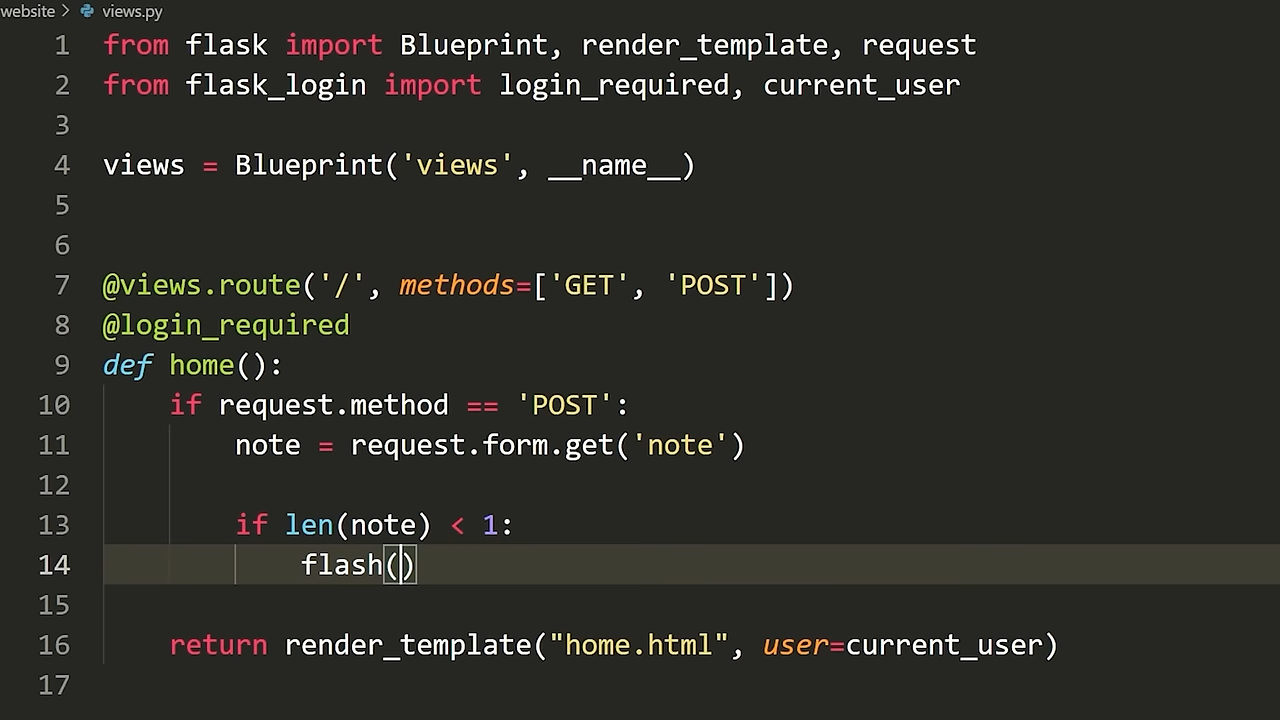 website > views.py
1 from flask import Blueprint, render_template, request
2 from flask_login import login_required, current_user
3
4 views = Blueprint('views', __name__)
5
6
7 @views.route('/', methods=['GET', 'POST'])
8 @login_required
9 def home():
10     if request.method == 'POST':
11         note = request.form.get('note')
12
13         if len(note) < 1:
14             flash()
15
16     return render_template("home.html", user=current_user)
17